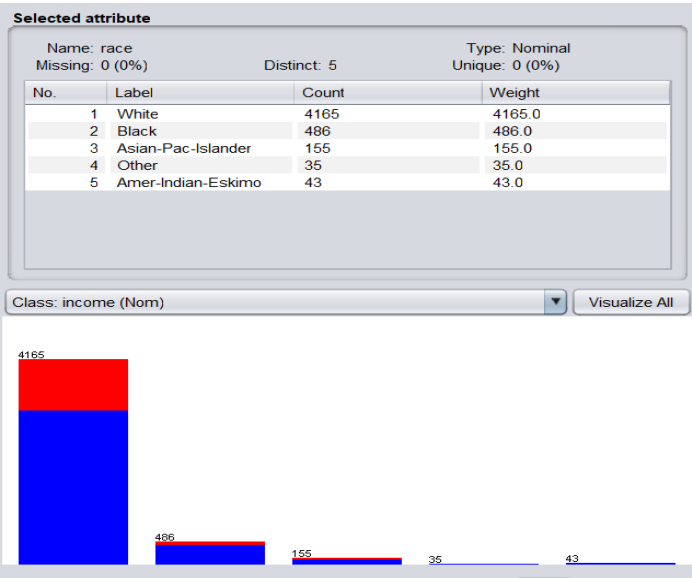 Selected attribute
Name: race Type: Nominal
Missing: 0 (0%) Distinct: 5 Unique: 0 (0%)
No. Label Count Weight
1 White 4165 4165.0
2 Black 486 486.0
3 Asian-Pac-Islander 155 155.0
4 Other 35 35.0
5 Amer-Indian-Eskimo 43 43.0
Class: income (Nom) Visualize All
4165
486
155
35
43